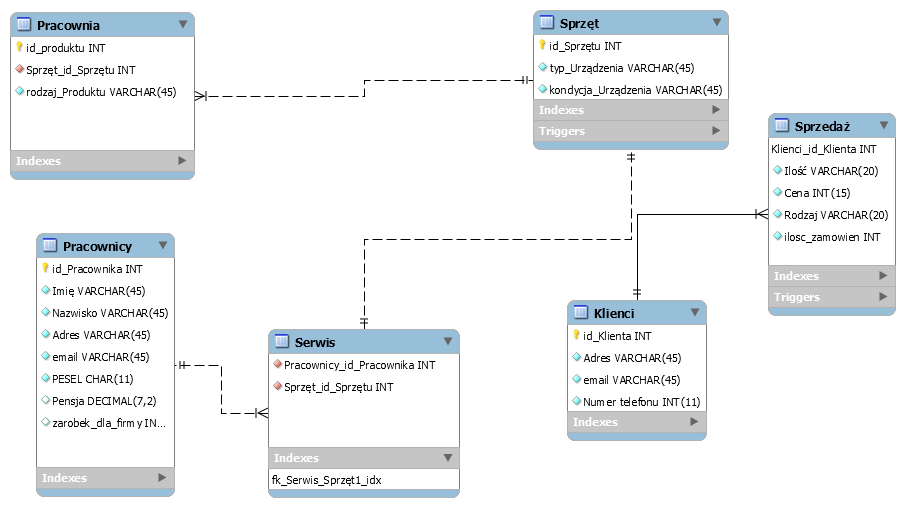 Pracownia
id_produktu INT
Sprzęt_id_Sprzętu INT
rodzaj_Produktu VARCHAR(45)
Indexes
Sprzęt
id_Sprzętu INT
typ_Urządzenia VARCHAR(45)
kondycja_Urządzenia VARCHAR(45)
Indexes
Triggers
Sprzedaż
Klienci_id_Klienta INT
Ilość VARCHAR(20)
Cena INT(15)
Rodzaj VARCHAR(20)
ilosc_zamowien INT
Indexes
Triggers
Pracownicy
id_Pracownika INT
Imię VARCHAR(45)
Nazwisko VARCHAR(45)
Adres VARCHAR(45)
email VARCHAR(45)
PESEL CHAR(11)
Pensja DECIMAL(7,2)
zarobek_dla_firmy IN...
Indexes
Serwis
Pracownicy_id_Pracownika INT
Sprzęt_id_Sprzętu INT
Indexes
fk_Serwis_Sprzęt1_idx
Klienci
id_Klienta INT
Adres VARCHAR(45)
email VARCHAR(45)
Numer telefonu INT(11)
Indexes